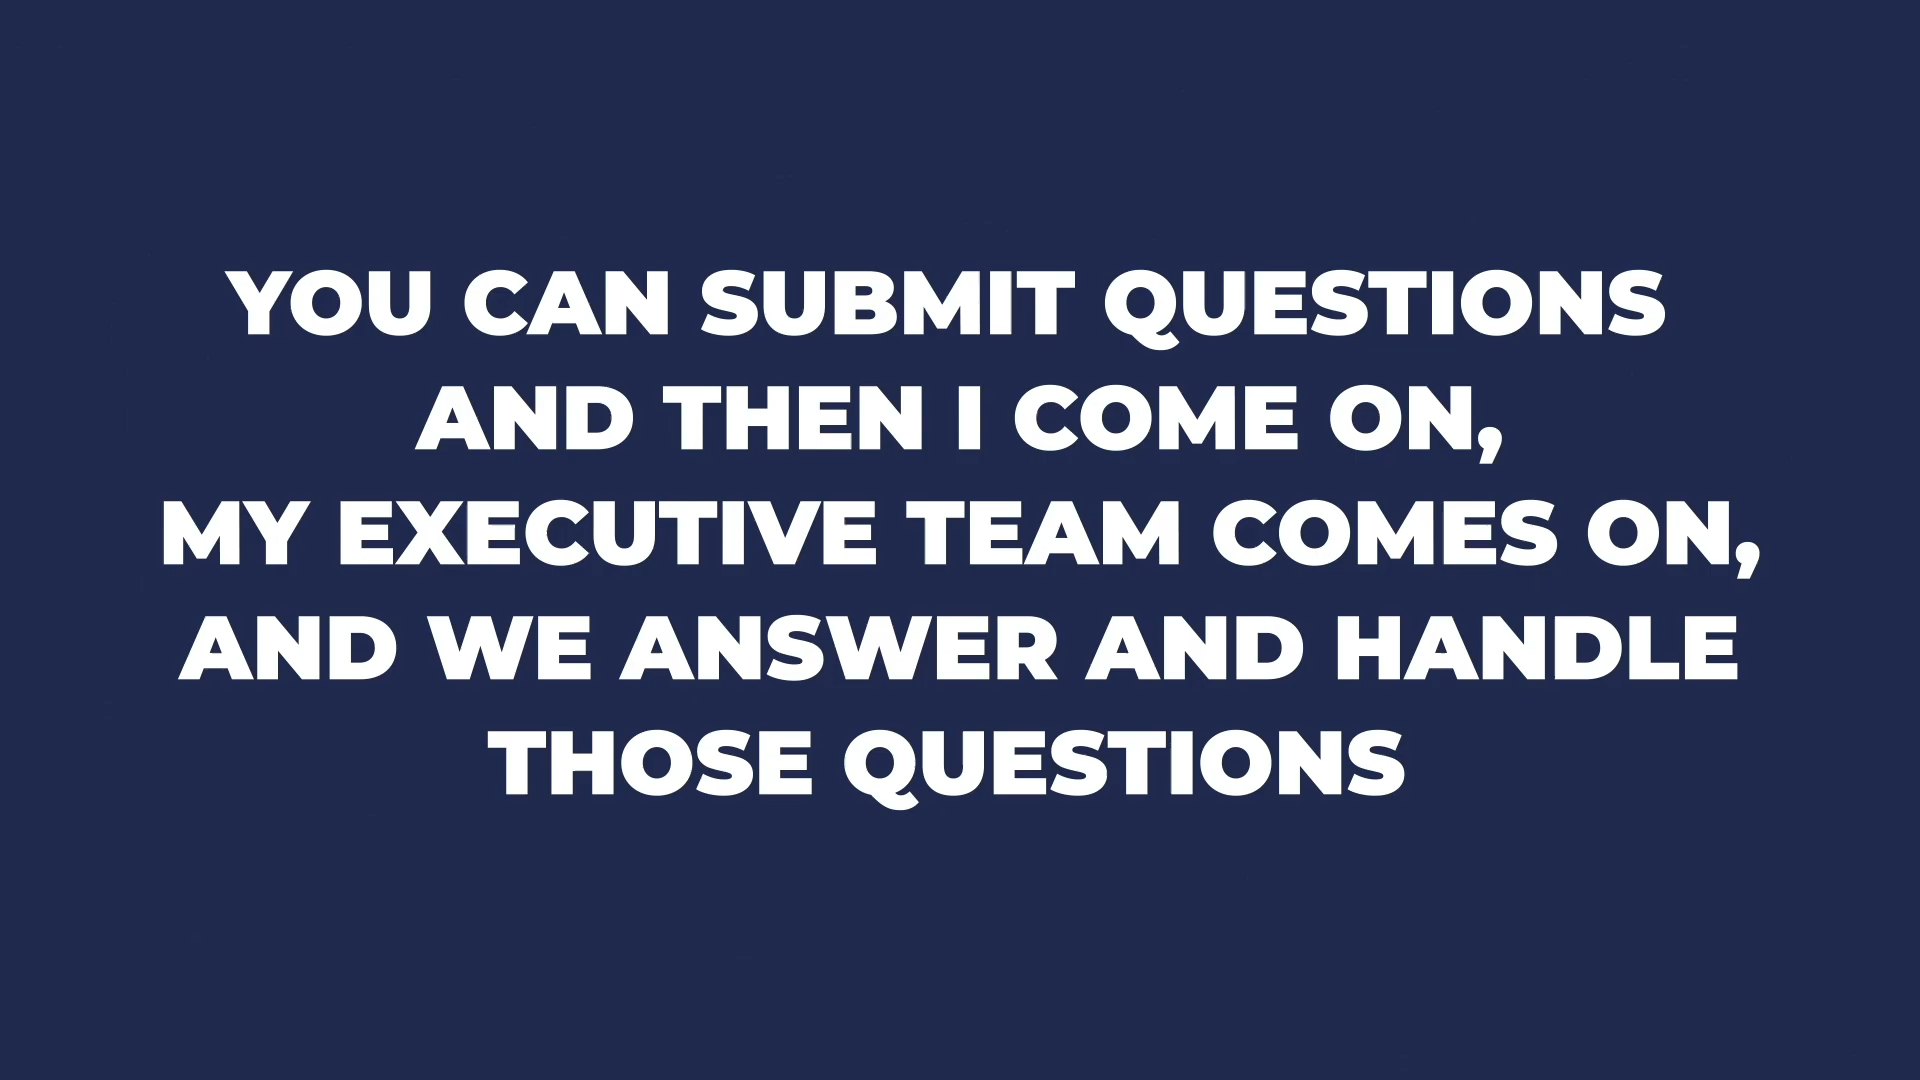 YOU CAN SUBMIT QUESTIONS
AND THEN I COME ON,
MY EXECUTIVE TEAM COMES ON,
AND WE ANSWER AND HANDLE
THOSE QUESTIONS